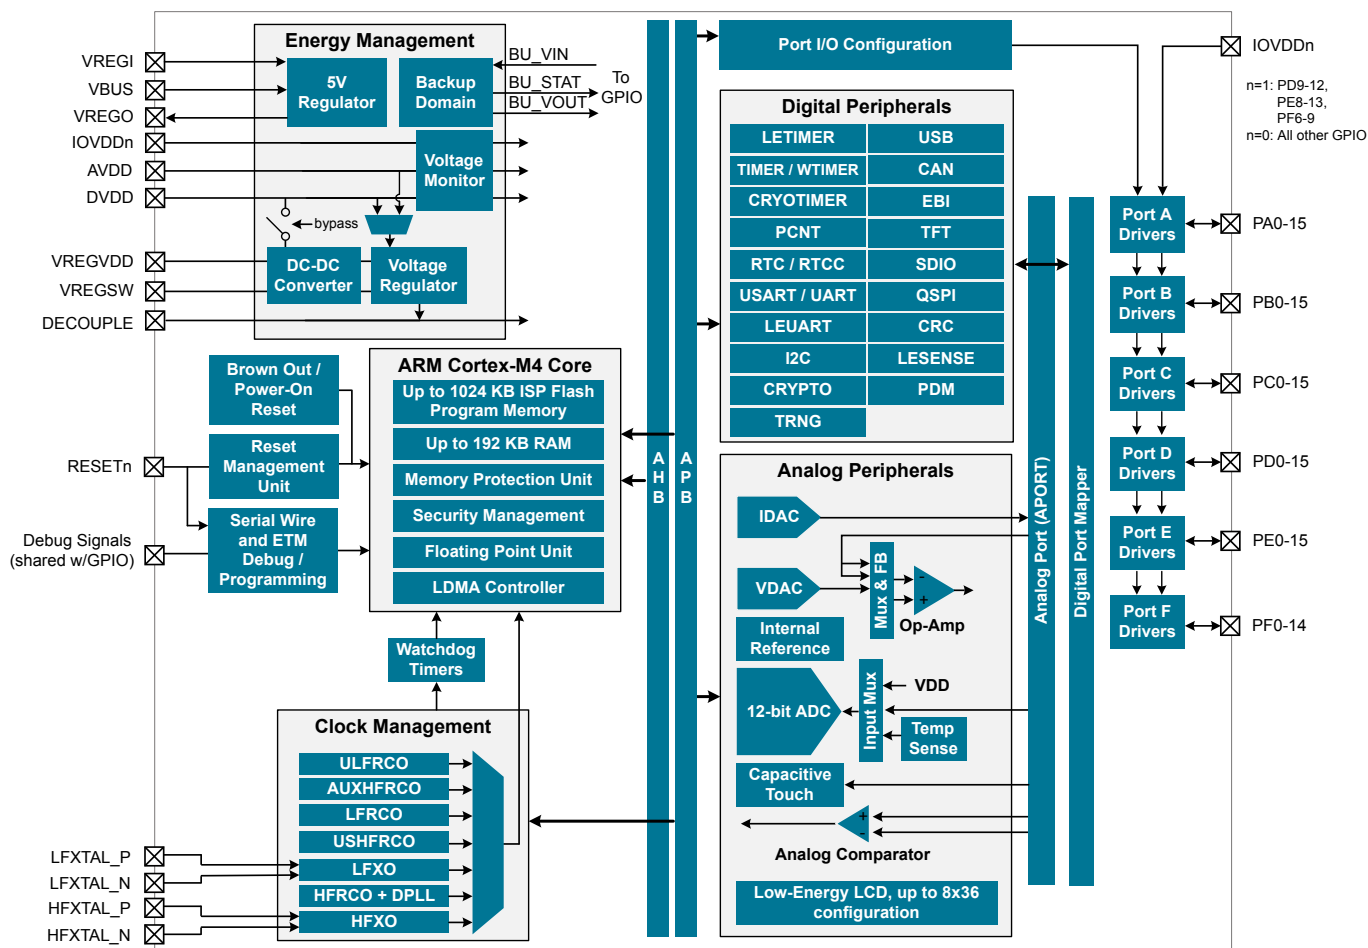 Energy Management
VREGI
VBUS
VREGO
IOVDDn
AVDD
DVDD
VREGVDD
VREGSW
DECOUPLE
5V
Regulator
Backup
Domain
BU_VIN
BU_STAT
BU_VOUT
To
GPIO
Voltage
Monitor
bypass
DC-DC
Converter
Voltage
Regulator
Brown Out /
Power-On
Reset
Reset
Management
Unit
Serial Wire
and ETM
Debug /
Programming
RESETn
Debug Signals
(shared w/GPIO)
ARM Cortex-M4 Core
Up to 1024 KB ISP Flash
Program Memory
Up to 192 KB RAM
Memory Protection Unit
Security Management
Floating Point Unit
LDMA Controller
Watchdog
Timers
Clock Management
ULFRCO
AUXHFRCO
LFRCO
USHFRCO
LFXO
HFRCO + DPLL
HFXO
LFXTAL_P
LFXTAL_N
HFXTAL_P
HFXTAL_N
AHB
APB
Port I/O Configuration
Digital Peripherals
LETIMER
USB
TIMER / WTIMER
CAN
CRYOTIMER
EBI
PCNT
TFT
RTC / RTCC
SDIO
USART / UART
QSPI
LEUART
CRC
I2C
LESENSE
CRYPTO
PDM
TRNG
Analog Peripherals
IDAC
VDAC
Mux & FB
-
+
Op-Amp
Internal
Reference
12-bit ADC
Input Mux
VDD
Temp
Sense
Capacitive
Touch
+
-
Analog Comparator
Low-Energy LCD, up to 8x36
configuration
Analog Port (APORT)
Digital Port Mapper
IOVDDn
n=1: PD9-12,
PE8-13,
PF6-9
n=0: All other GPIO
Port A
Drivers
PA0-15
Port B
Drivers
PB0-15
Port C
Drivers
PC0-15
Port D
Drivers
PD0-15
Port E
Drivers
PE0-15
Port F
Drivers
PF0-14